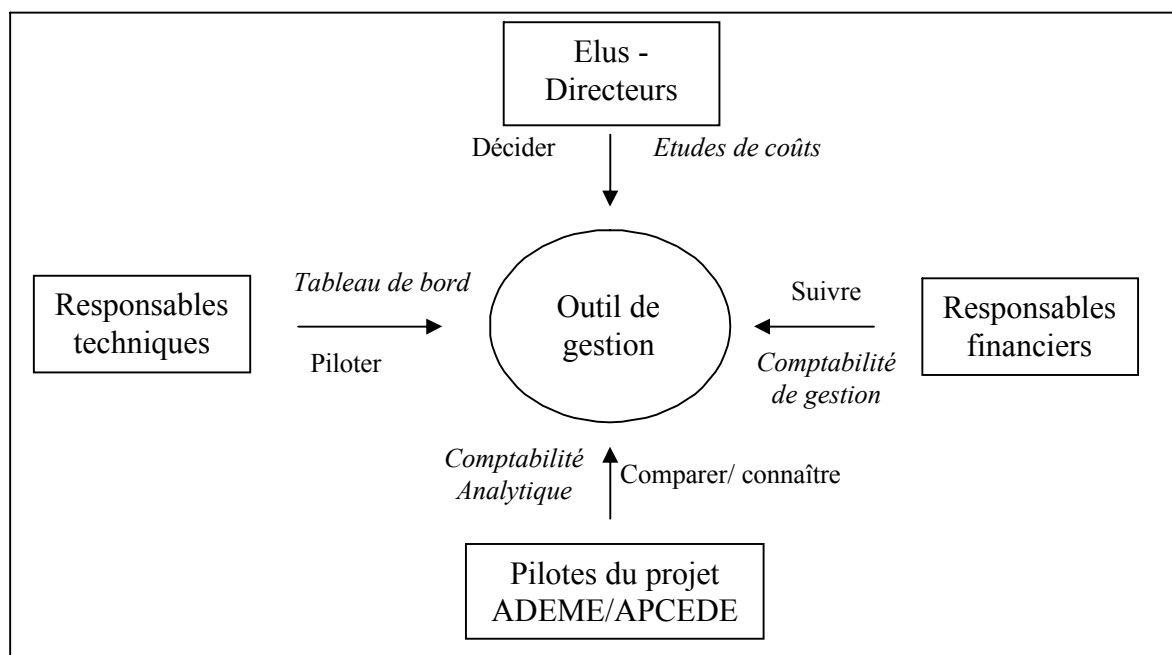 Elus -
Directeurs
Décider
Etudes de coûts
Tableau de bord
Responsables
techniques
Piloter
Outil de
gestion
Suivre
Responsables
financiers
Comptabilité
de gestion
Comptabilité
Analytique
Comparer/ connaître
Pilotes du projet
ADEME/APCEDE